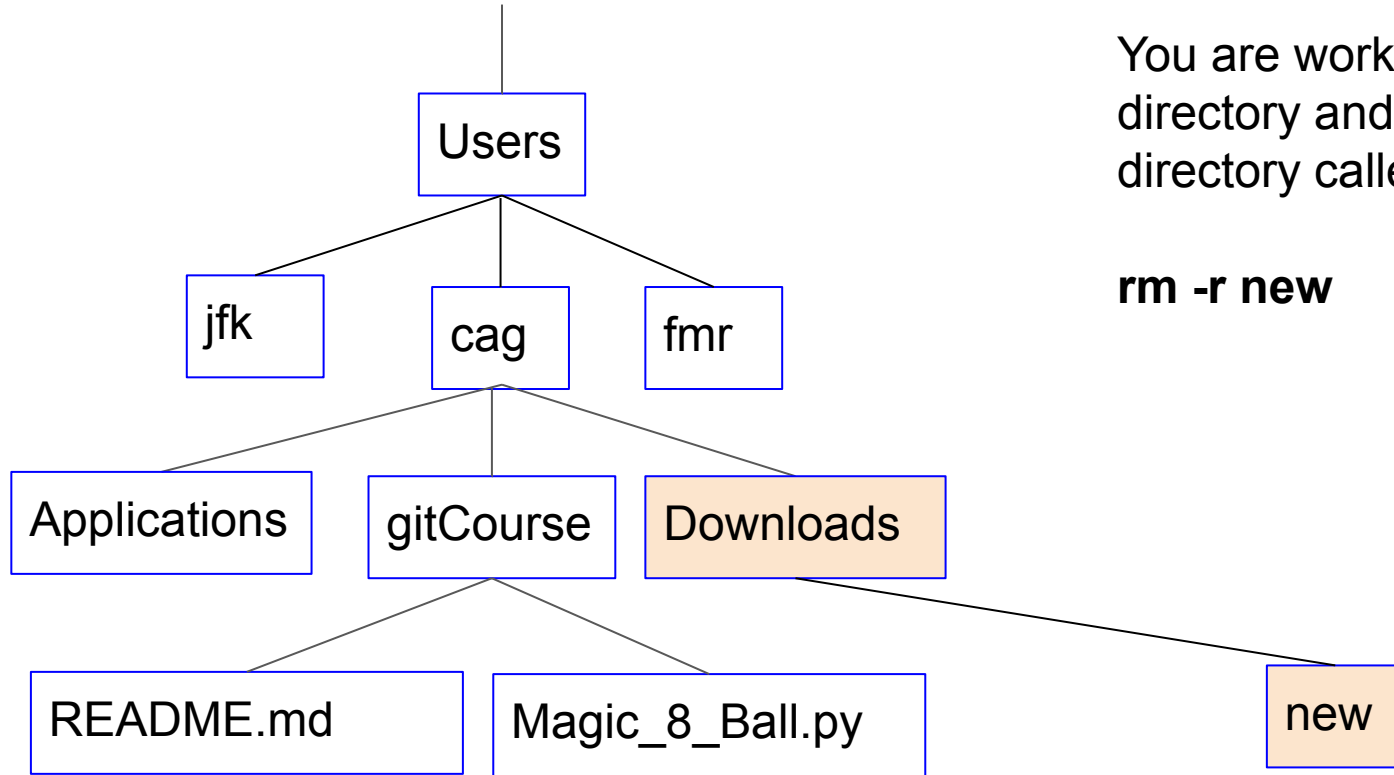 You are work
directory and
directory calle
rm -r new
Users
jfk
cag
fmr
Applications
gitCourse
Downloads
README.md
Magic_8_Ball.py
new